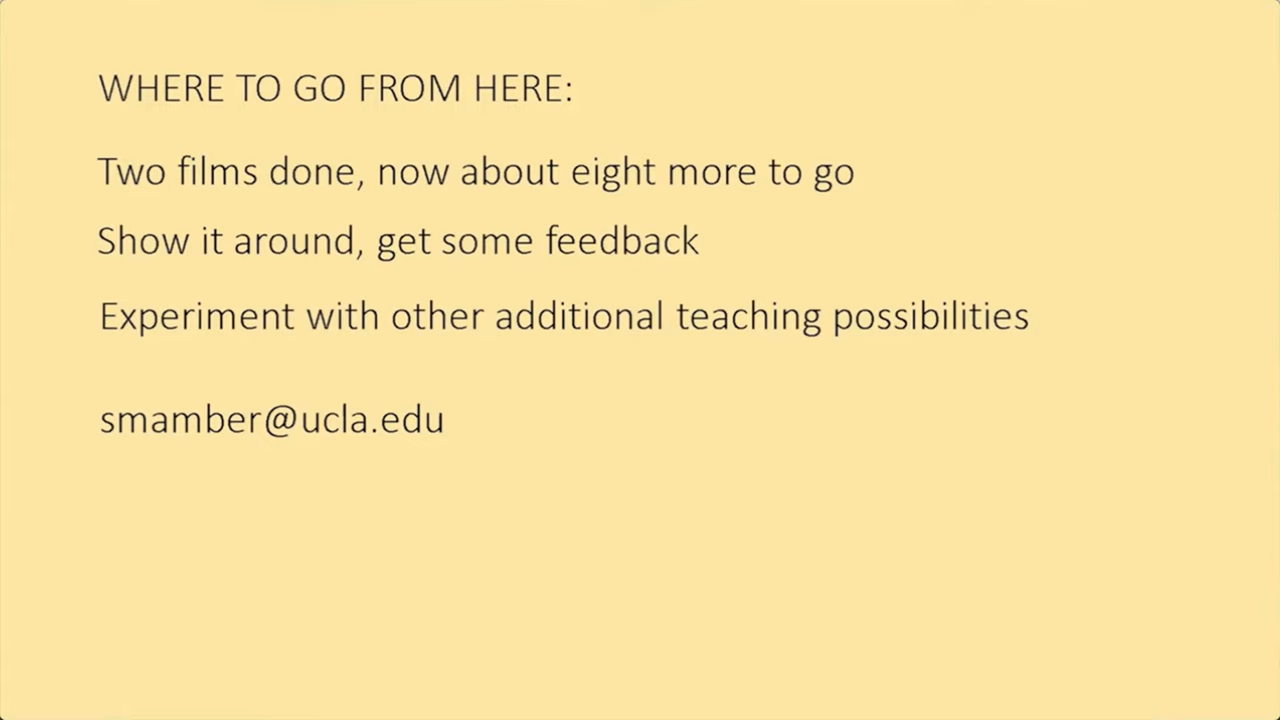 WHERE TO GO FROM HERE:
Two films done, now about eight more to go
Show it around, get some feedback
Experiment with other additional teaching possibilities
smamber@ucla.edu